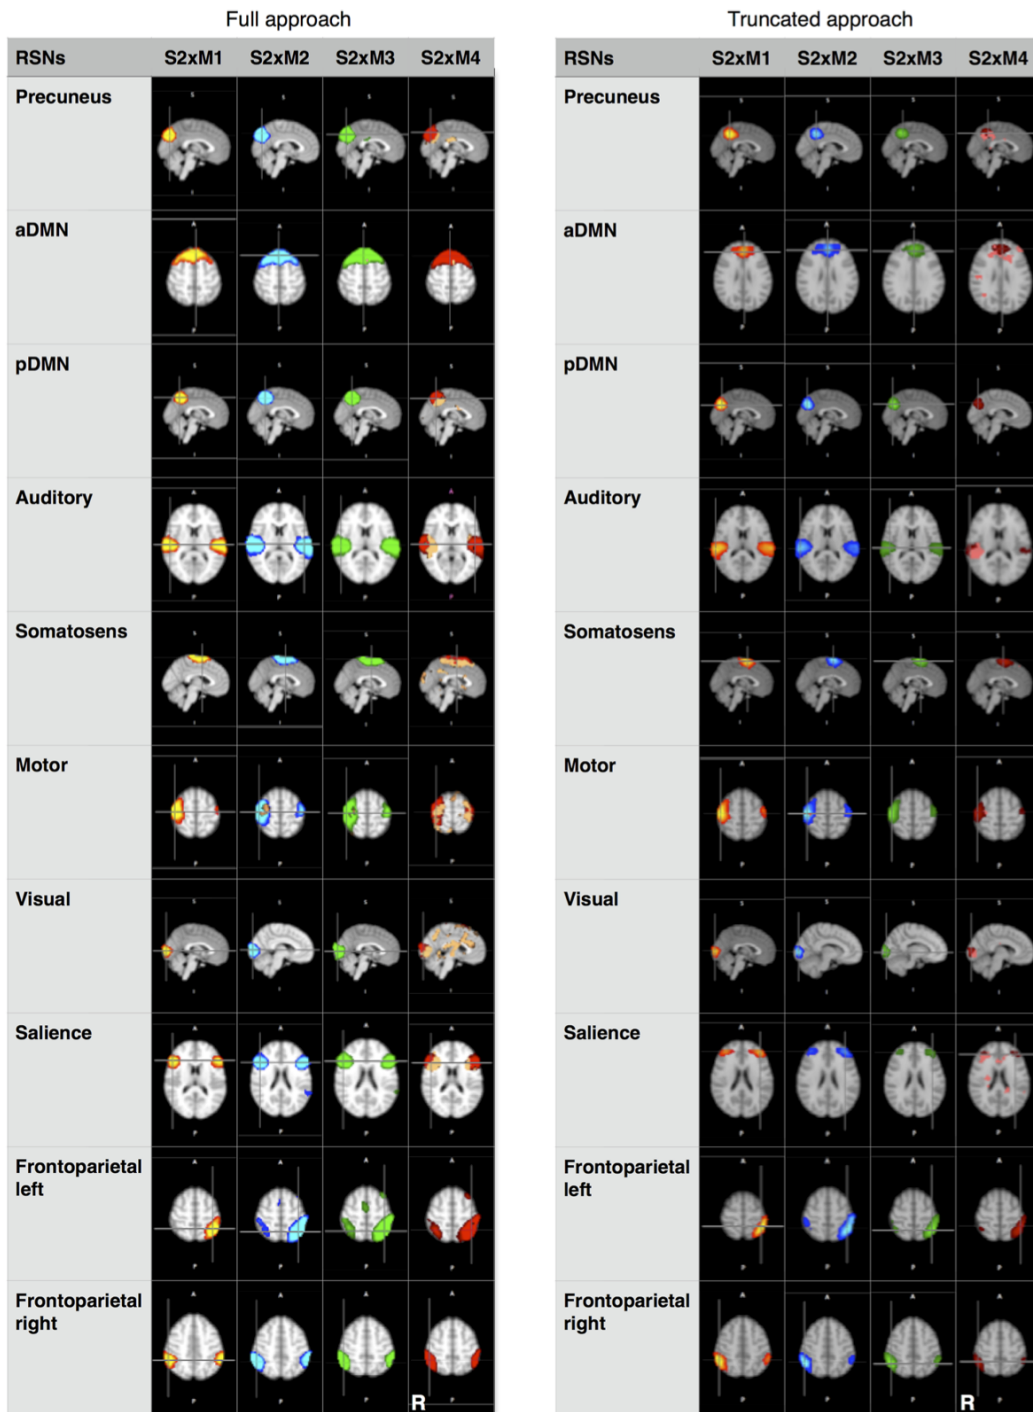 Full approach
RSNs S2xM1 S2xM2 S2xM3 S2xM4
Precuneus
aDMN
pDMN
Auditory
Somatosens
Motor
Visual
Salience
Frontoparietal
left
Frontoparietal
right
R
Truncated approach
RSNs S2xM1 S2xM2 S2xM3 S2xM4
Precuneus
aDMN
pDMN
Auditory
Somatosens
Motor
Visual
Salience
Frontoparietal
left
Frontoparietal
right
R